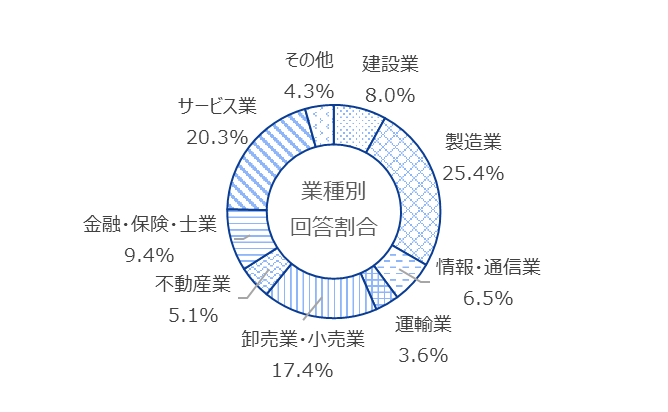 その他
4.3%
建設業
8.0%
サービス業
20.3%
製造業
25.4%
業種別
回答割合
金融・保険・士業
9.4%
情報・通信業
6.5%
不動産業
5.1%
運輸業
3.6%
卸売業・小売業
17.4%